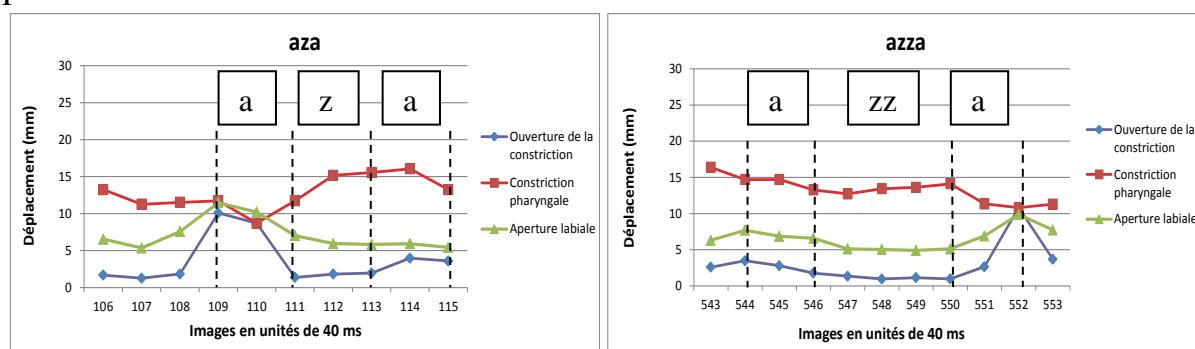 aza
30
25
20
15
10
5
0
Déplacement (mm)
a z a
106 107 108 109 110 111 112 113 114 115
Images en unités de 40 ms
Ouverture de la
constriction
Constriction
pharyngale
Aperture labiale
azza
30
25
20
15
10
5
0
Déplacement (mm)
a zz a
543 544 545 546 547 548 549 550 551 552 553
Images en unités de 40 ms
Ouverture de la
constriction
Constriction
pharyngale
Aperture labiale